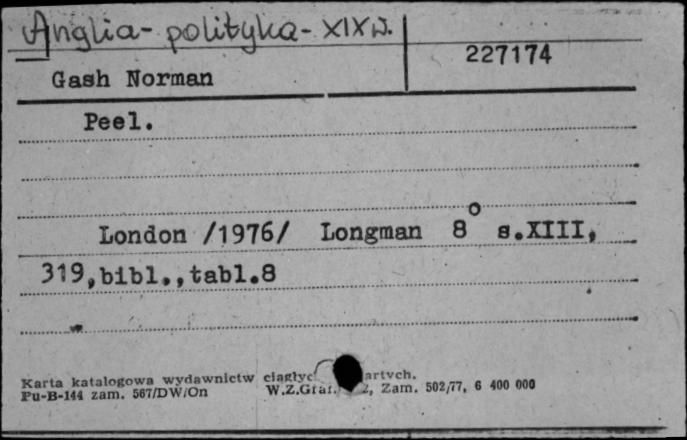 Anglia - polityka - XIX w.
227174
Gash Norman
Peel.
London /1976/ Longman 8° s.XIII,
319,bibl.,tabl.8
Karta katalogowa wydawnictw
Pu-B-144 zam. 567/DW/On Zam. 502/77, 6 400 000